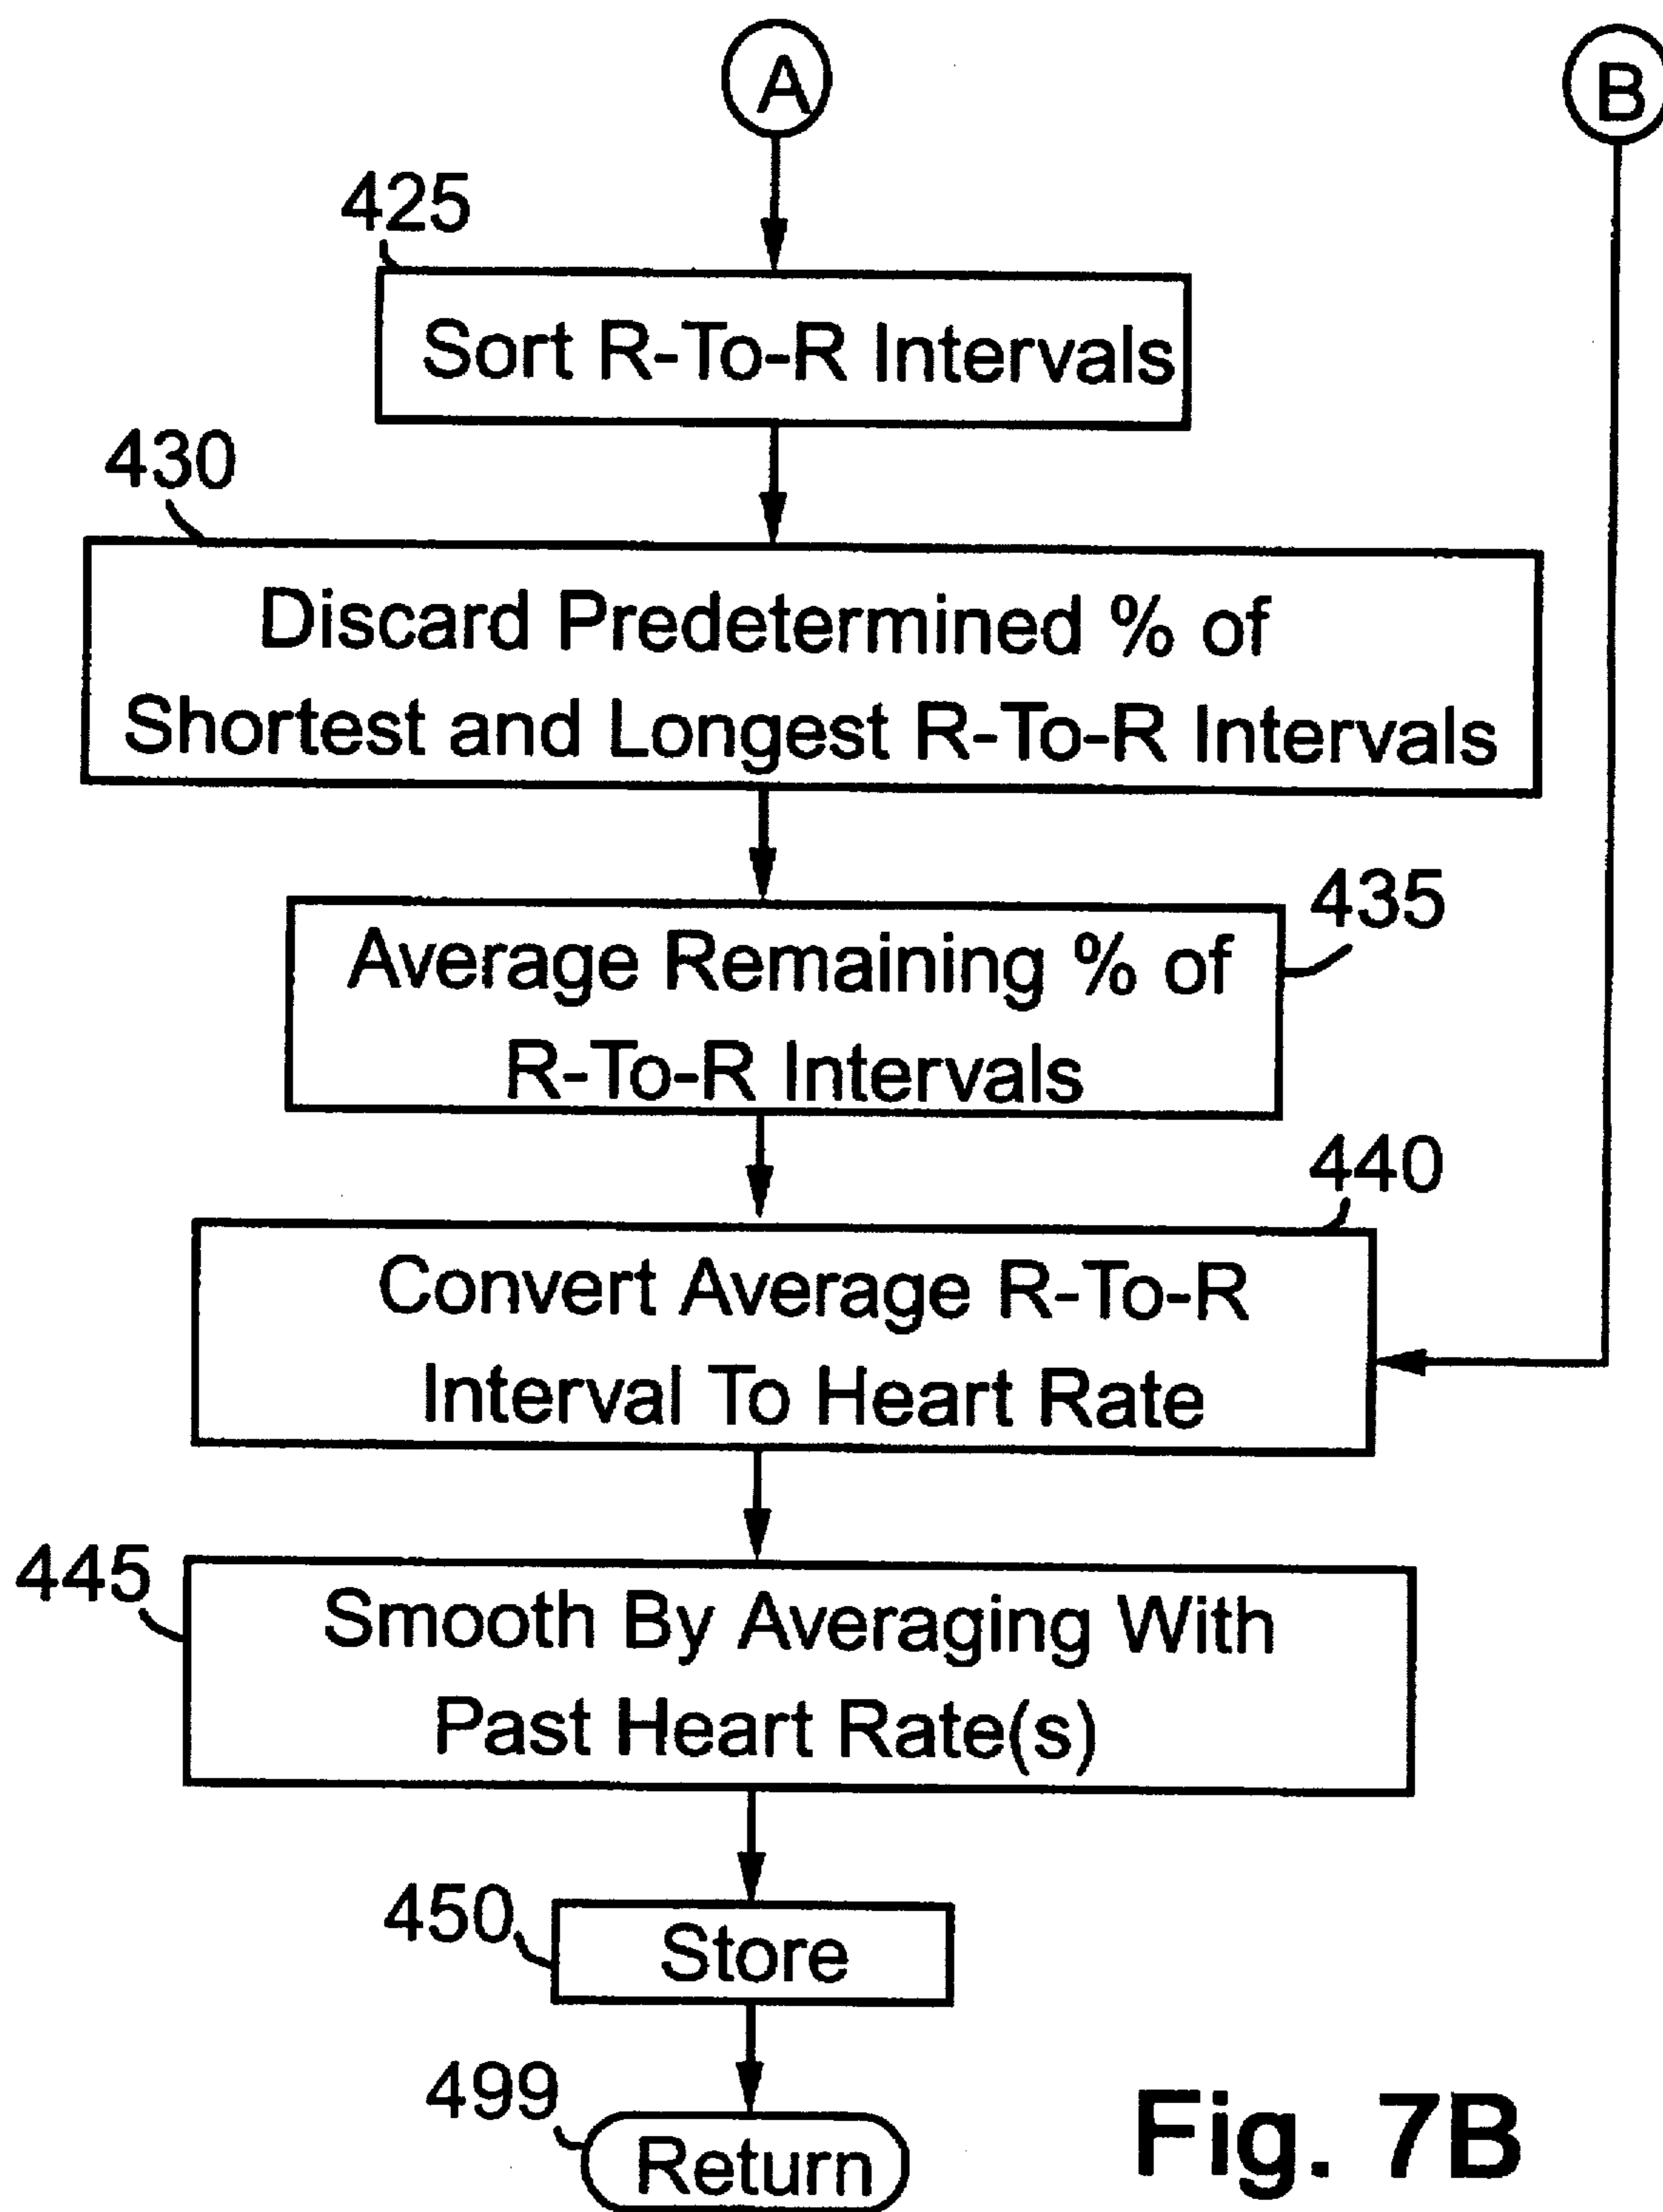 A
B
425
Sort R-To-R Intervals
430
Discard Predetermined % of
Shortest and Longest R-To-R Intervals
435
Average Remaining % of
R-To-R Intervals
440
Convert Average R-To-R
Interval To Heart Rate
445
Smooth By Averaging With
Past Heart Rate(s)
450
Store
499
Return
Fig. 7B